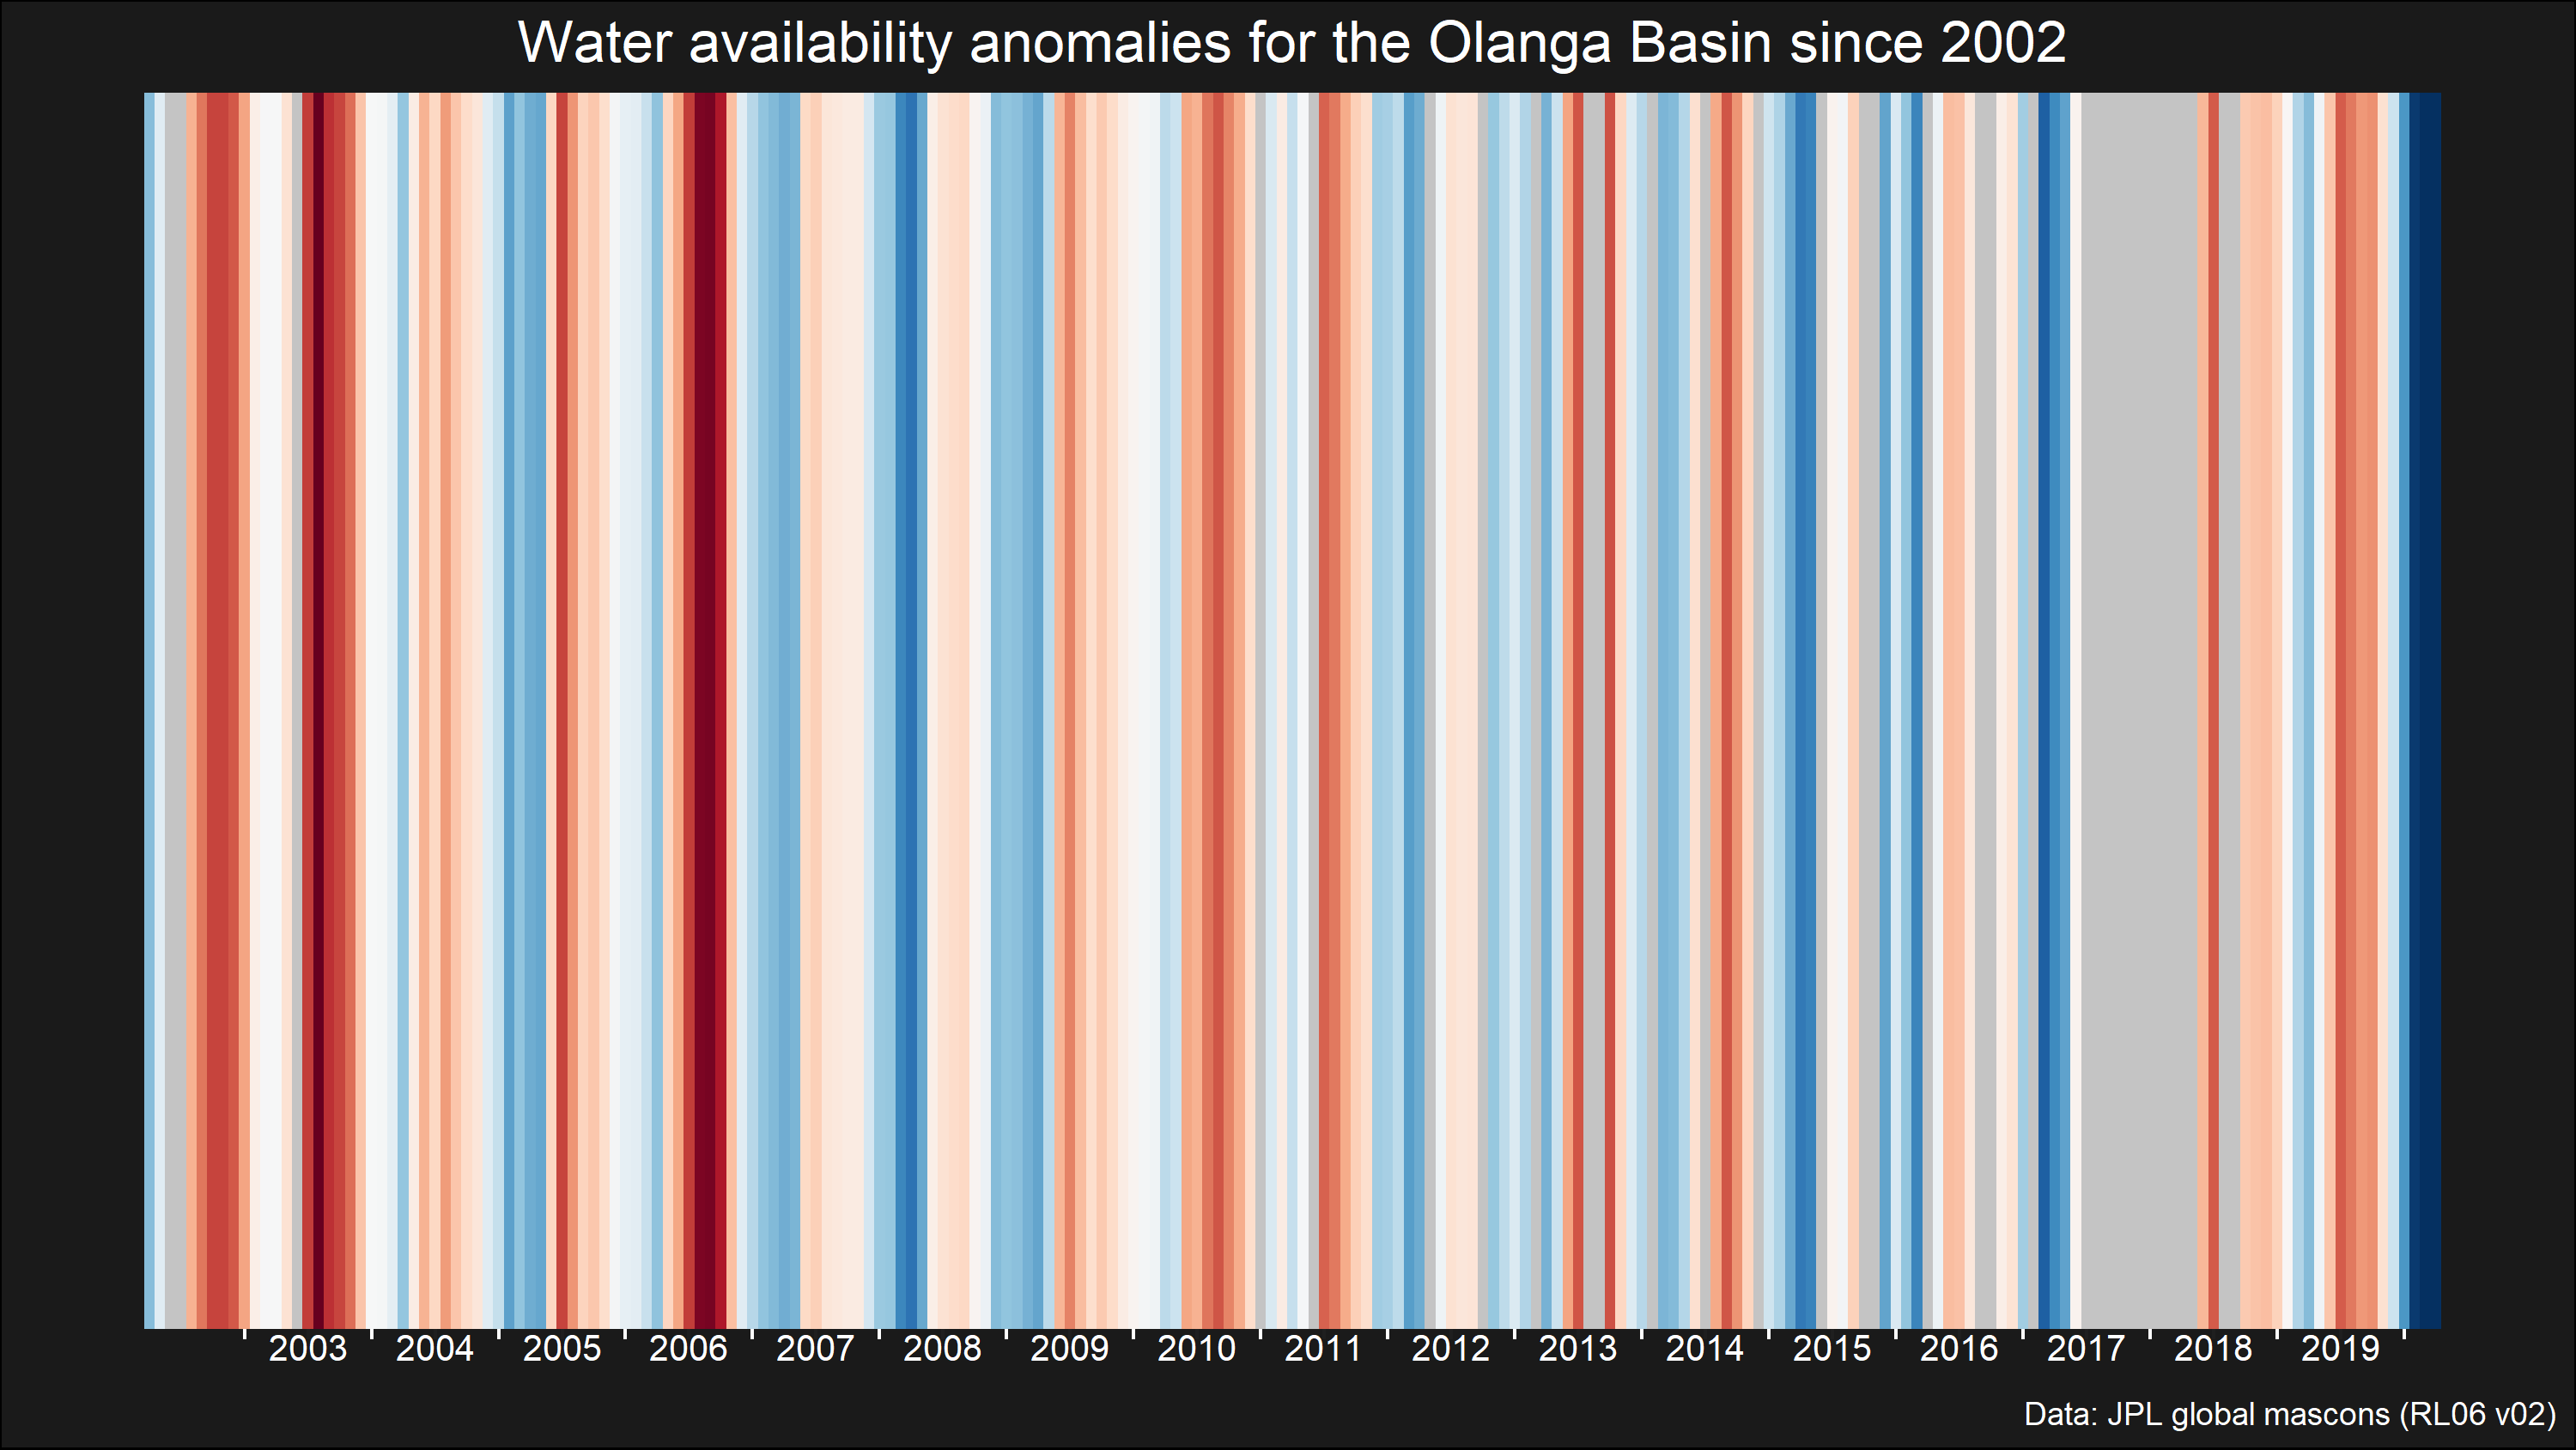 Water availability anomalies for the Olanga Basin since 2002
2003 2004 2005 2006 2007 2008 2009 2010 2011 2012 2013 2014 2015 2016 2017 2018 2019
Data: JPL global mascons (RL06 v02)